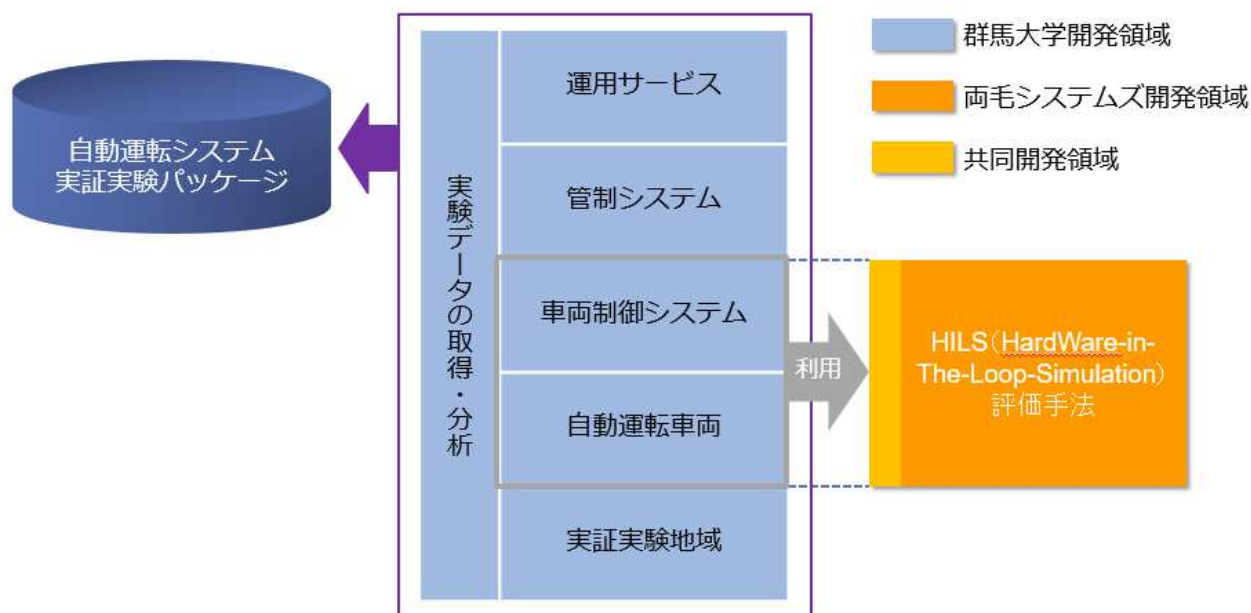 自動運転システム
実証実験パッケージ
実験データの取得・分析
運用サービス
管制システム
車両制御システム
自動運転車両
実証実験地域
利用
群馬大学開発領域
両毛システムズ開発領域
共同開発領域
HILS(HardWare-in-
The-Loop-Simulation)
評価手法